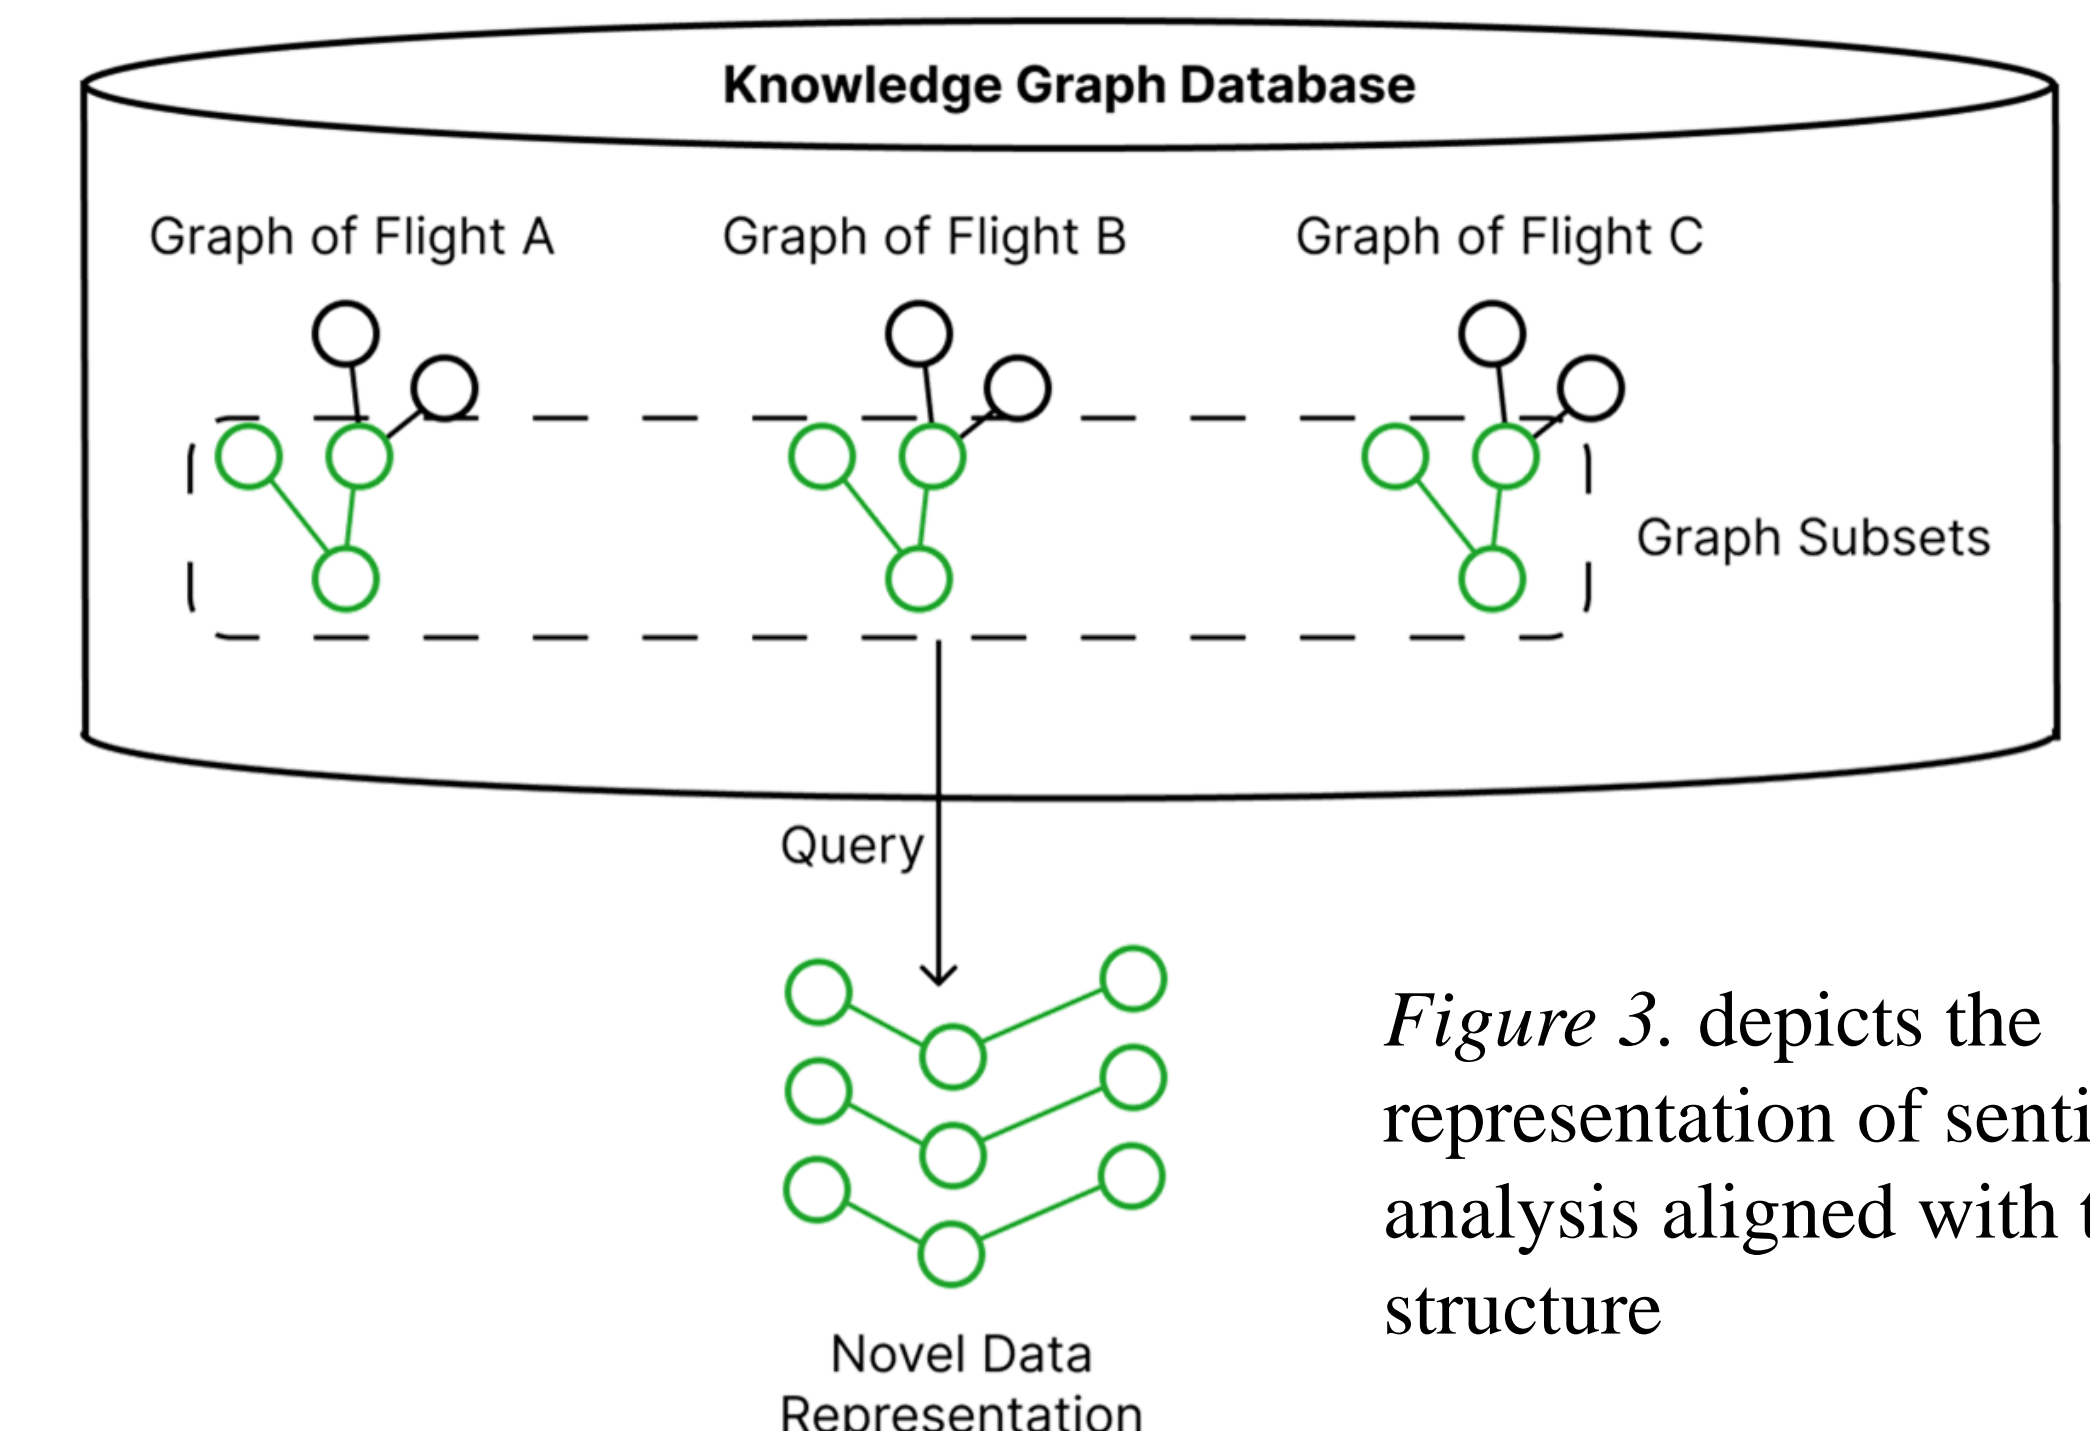 Knowledge Graph Database
Graph of Flight A
Graph of Flight B
Graph of Flight C
Graph Subsets
Query
Novel Data
Representation
Figure 3. depicts the
representation of
analysis aligned with
structure